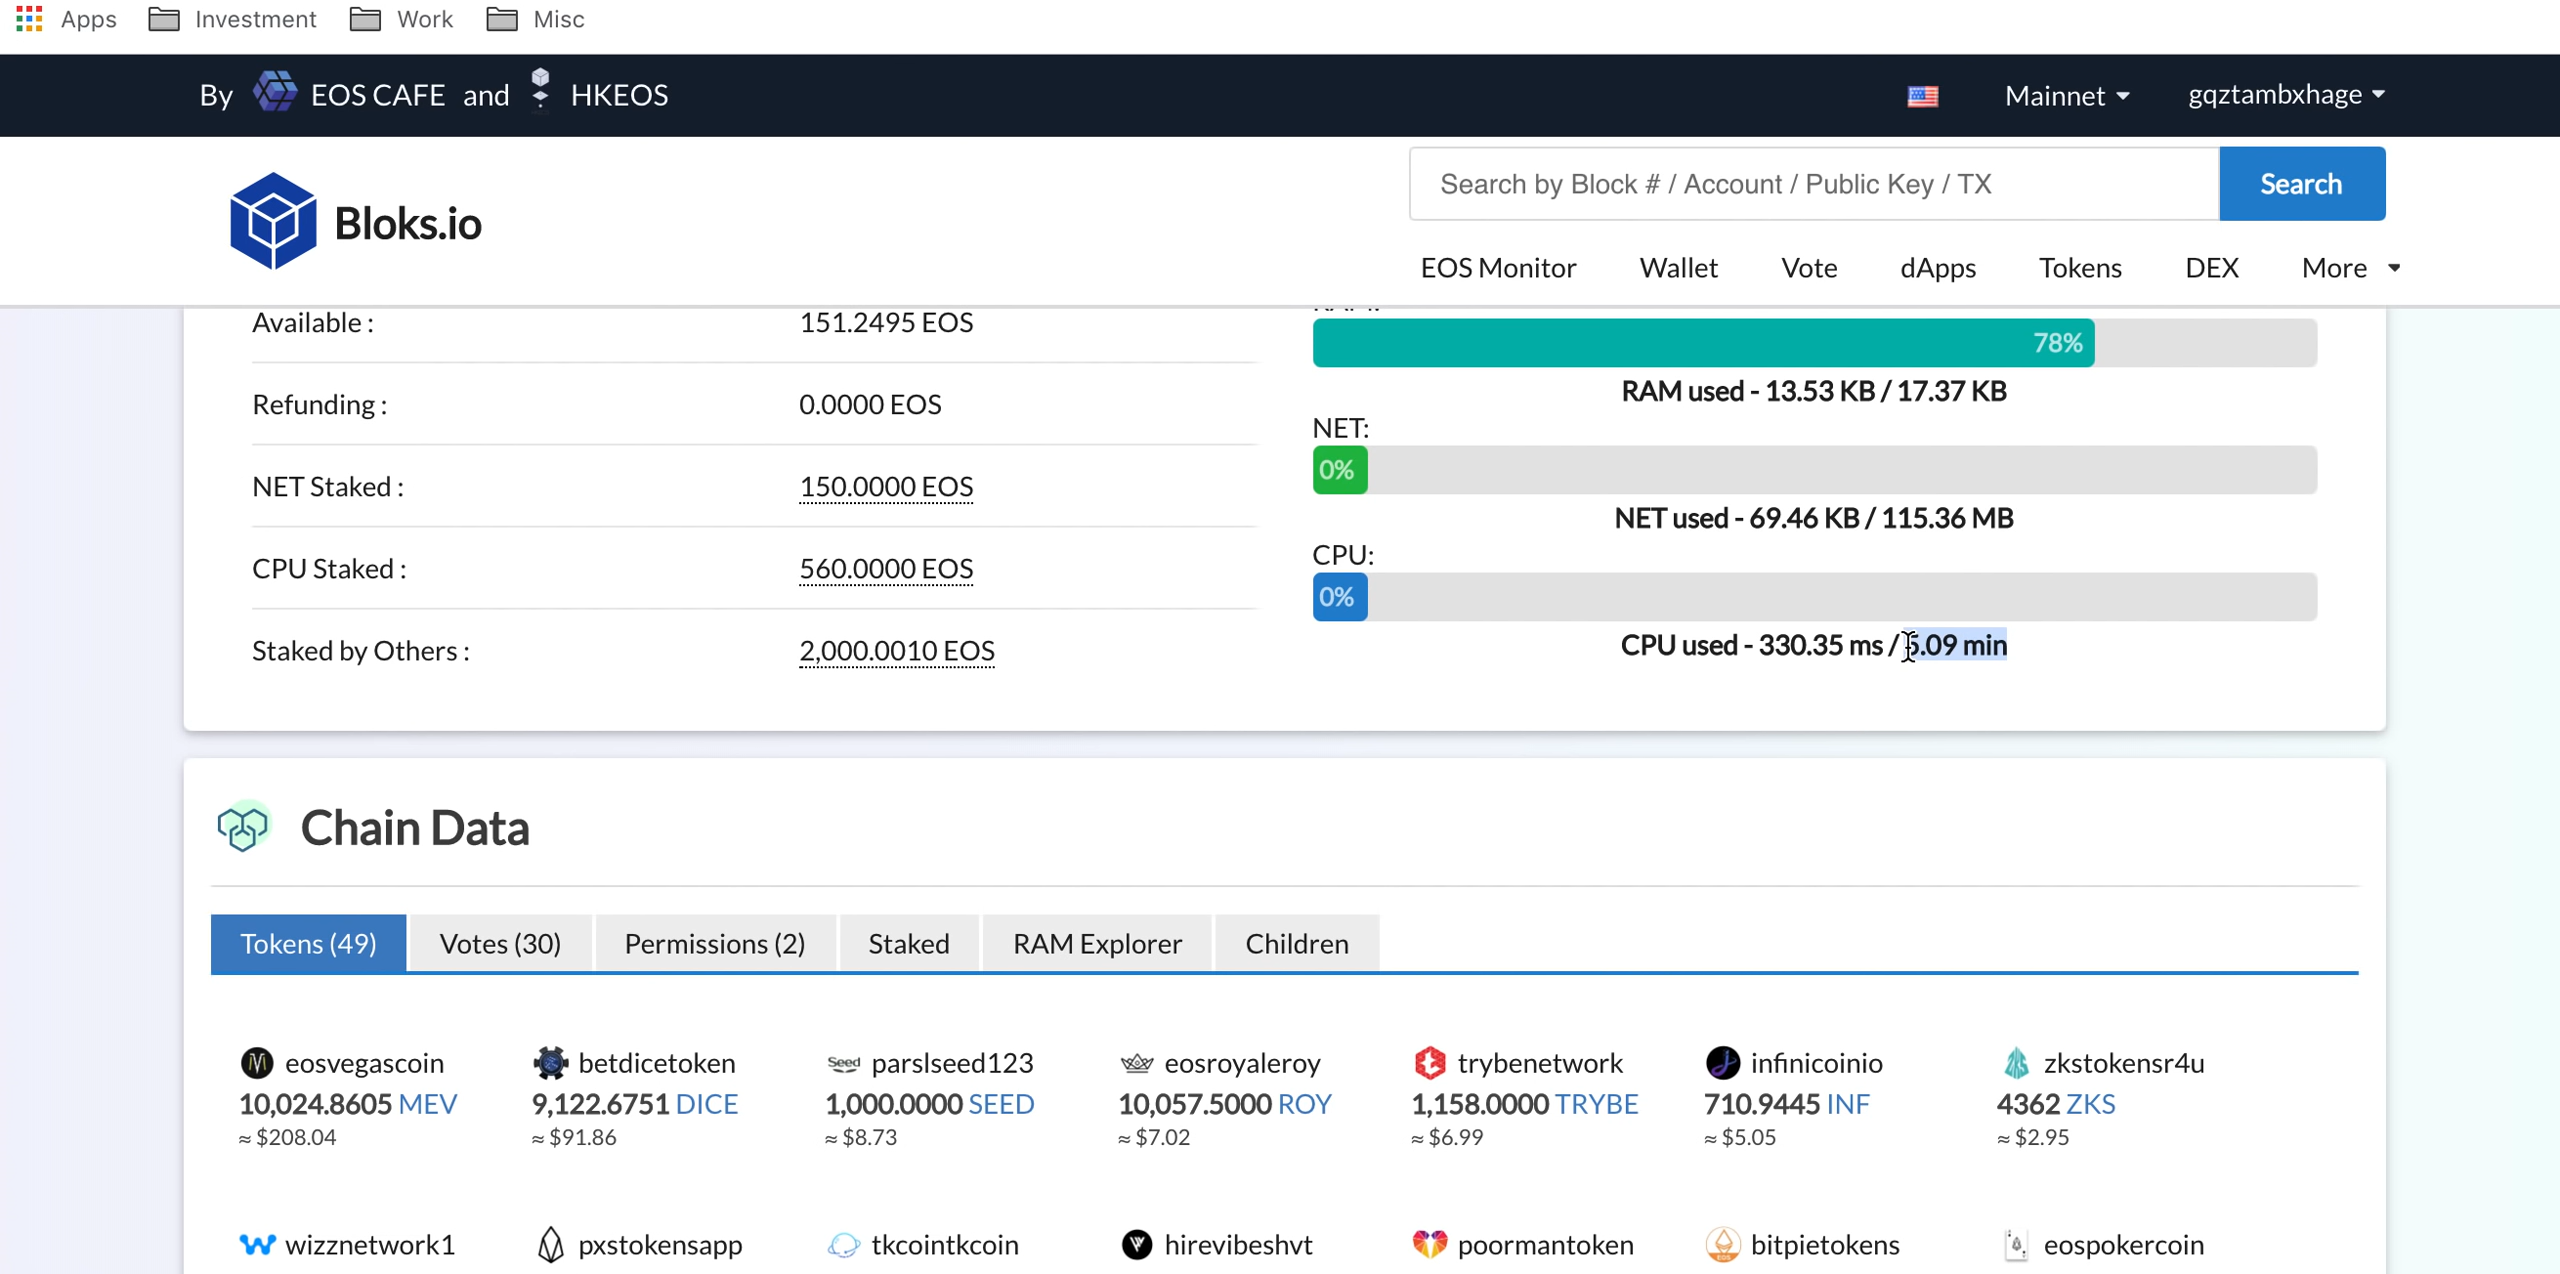 Apps Investment Work Misc
By EOS CAFE and HKEOS Mainnet gqztambxhage
Bloks.io
Search by Block # / Account / Public Key / TX Search
EOS Monitor Wallet Vote dApps Tokens DEX More
Available : 151.2495 EOS
78%
RAM used - 13.53 KB / 17.37 KB
Refunding : 0.0000 EOS
NET:
0%
NET Staked : 150.0000 EOS
NET used - 69.46 KB / 115.36 MB
CPU:
CPU Staked : 560.0000 EOS
0%
Staked by Others : 2,000.0010 EOS
CPU used - 330.35 ms / .09 min
Chain Data
Tokens (49) Votes (30) Permissions (2) Staked RAM Explorer Children
eosvegascoin betdicetoken Seed parslseed123 eosroyaleroy trybenetwork infinicoinio zkstokensr4u
10,024.8605 MEV 9,122.6751 DICE 1,000.0000 SEED 10,057.5000 ROY 1,158.0000 TRYBE 710.9445 INF 4362 ZKS
≈ $208.04 ≈ $91.86 ≈ $8.73 ≈ $7.02 ≈ $6.99 ≈ $5.05 ≈ $2.95
wizznetwork1 pxstokensapp tkcointkcoin hirevibeshvt poormantoken bitpietokens eospokercoin